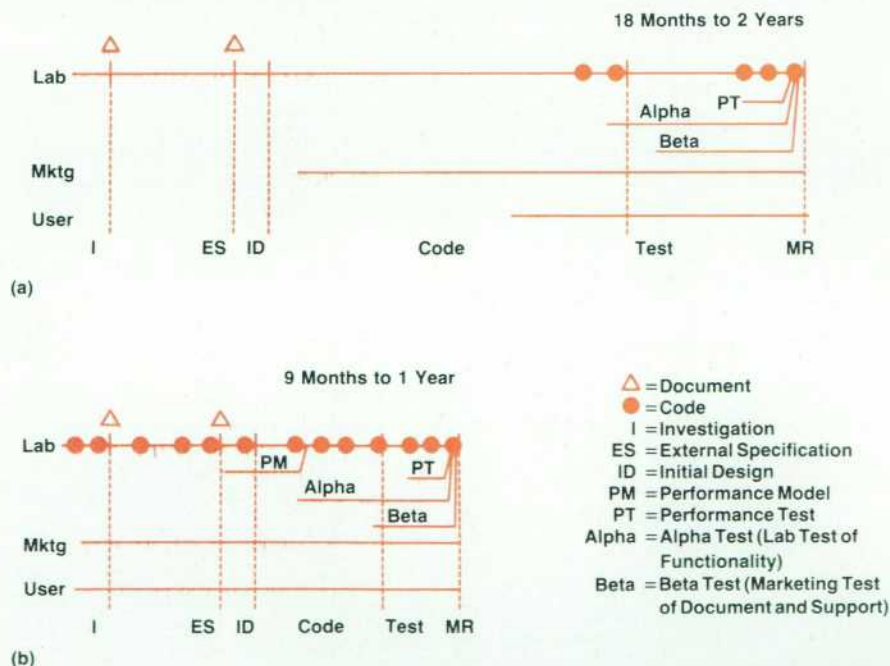 18 Months to 2 Years
Lab
PT
Alpha
Beta
Mktg
User
I ES ID Code Test MR
(a)
9 Months to 1 Year
Lab
PM PT
Alpha
Beta
Mktg
User
I ES ID Code Test MR
(b)
=Document
=Code
I =Investigation
ES =External Specification
ID =Initial Design
PM =Performance Model
PT =Performance Test
Alpha =Alpha Test (Lab Test of
Functionality)
Beta =Beta Test (Marketing Test
of Document and Support)